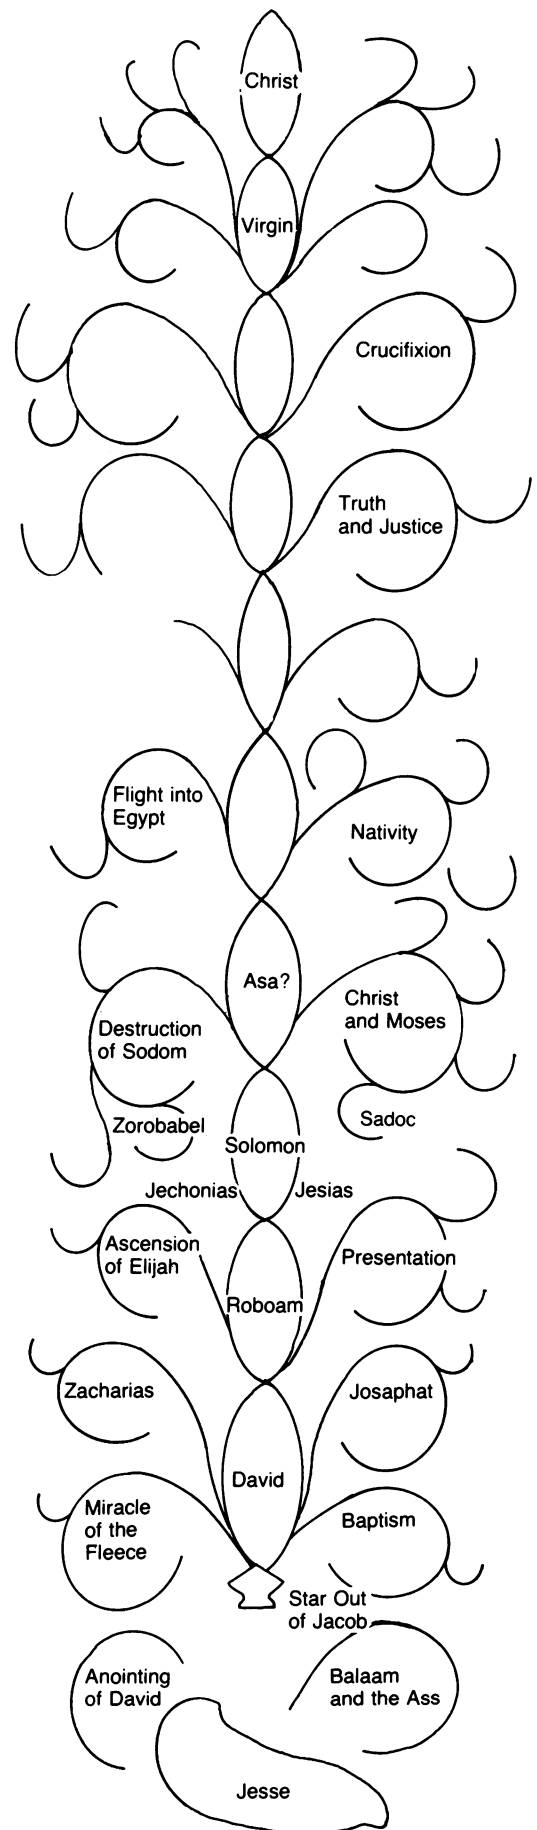 Christ
Virgin
Crucifixion
Truth
and Justice
Flight into
Egypt
Nativity
Asa?
Christ
and Moses
Destruction
of Sodom
Zorobabel
Sadoc
Solomon
Jechonias
Jesias
Ascension
of Elijah
Presentation
Roboam
Zacharias
Josaphat
David
Miracle
of the
Fleece
Baptism
Star Out
of Jacob
Anointing
of David
Balaam
and the Ass
Jesse